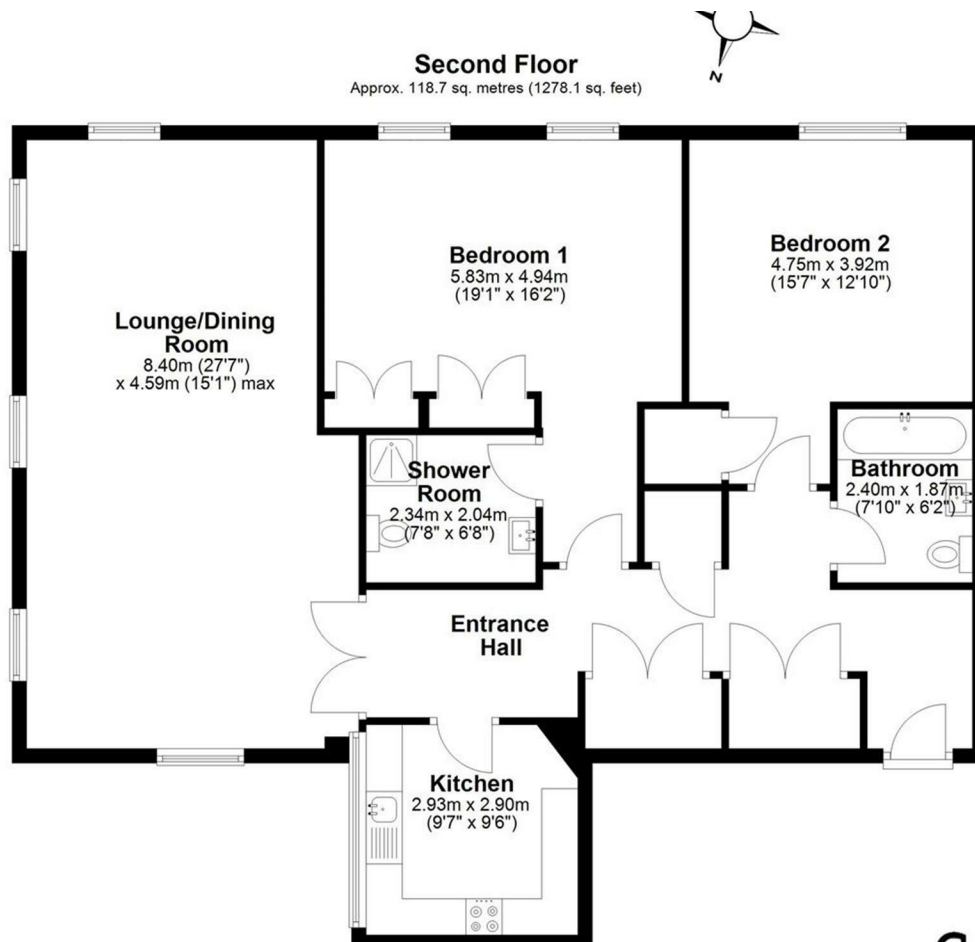 N
Second Floor
Approx. 118.7 sq. metres (1278.1 sq. feet)
Bedroom 1
5.83m x 4.94m
(19'1" x 16'2")
Bedroom 2
4.75m x 3.92m
(15'7" x 12'10")
Lounge/Dining
Room
8.40m (27'7")
x 4.59m (15'1") max
Shower
Room
2.34m x 2.04m
(7'8" x 6'8")
Bathroom
2.40m x 1.87m
(7'10" x 6'2")
Entrance
Hall
Kitchen
2.93m x 2.90m
(9'7" x 9'6")